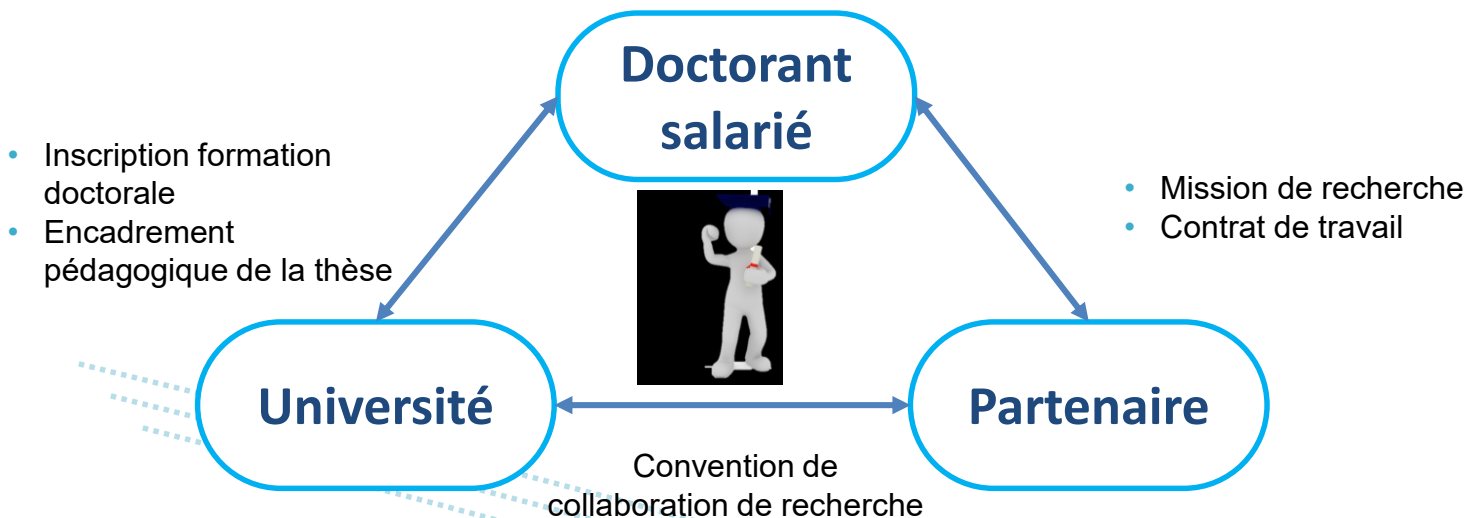 Doctorant
salarié
• Inscription formation
doctorale
• Encadrement
pédagogique de la thèse
• Mission de recherche
• Contrat de travail
Université
Partenaire
Convention de
collaboration de recherche